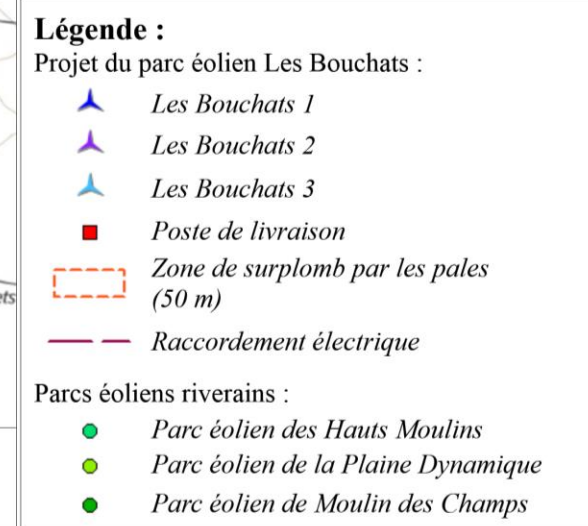 Légende :
Projet du parc éolien Les Bouchats :
Les Bouchats 1
Les Bouchats 2
Les Bouchats 3
Poste de livraison
Zone de surplomb par les pales
(50 m)
ets
Raccordement électrique
Parcs éoliens riverains :
Parc éolien des Hauts Moulins
Parc éolien de la Plaine Dynamique
Parc éolien de Moulin des Champs